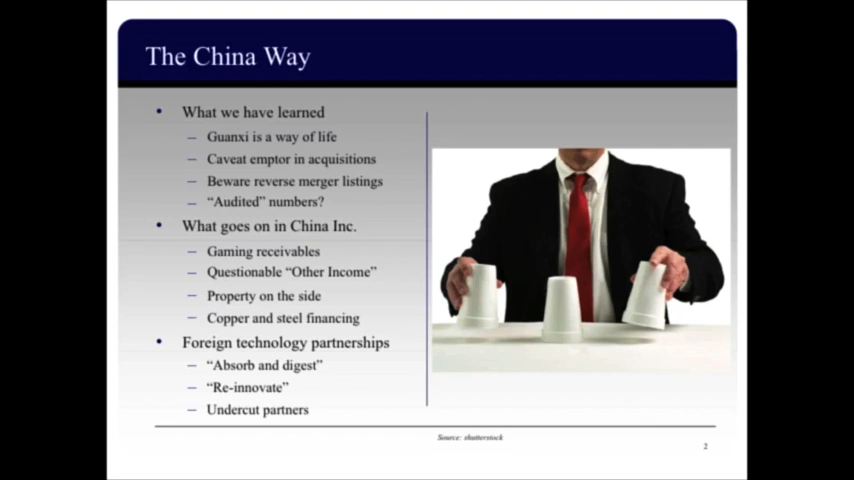 The China Way
• What we have learned
– Guanxi is a way of life
– Caveat emptor in acquisitions
– Beware reverse merger listings
– “Audited” numbers?
• What goes on in China Inc.
– Gaming receivables
– Questionable “Other Income”
– Property on the side
– Copper and steel financing
• Foreign technology partnerships
– “Absorb and digest”
– “Re-innovate”
– Undercut partners
Source: shutterstock
2